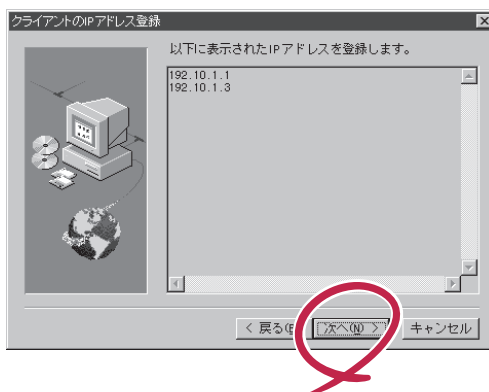 クライアントのIPアドレス登録
以下に表示されたIPアドレスを登録します。
192.10.1.1
192.10.1.3
< 戻る(B)
次へ(N) >
キャンセル